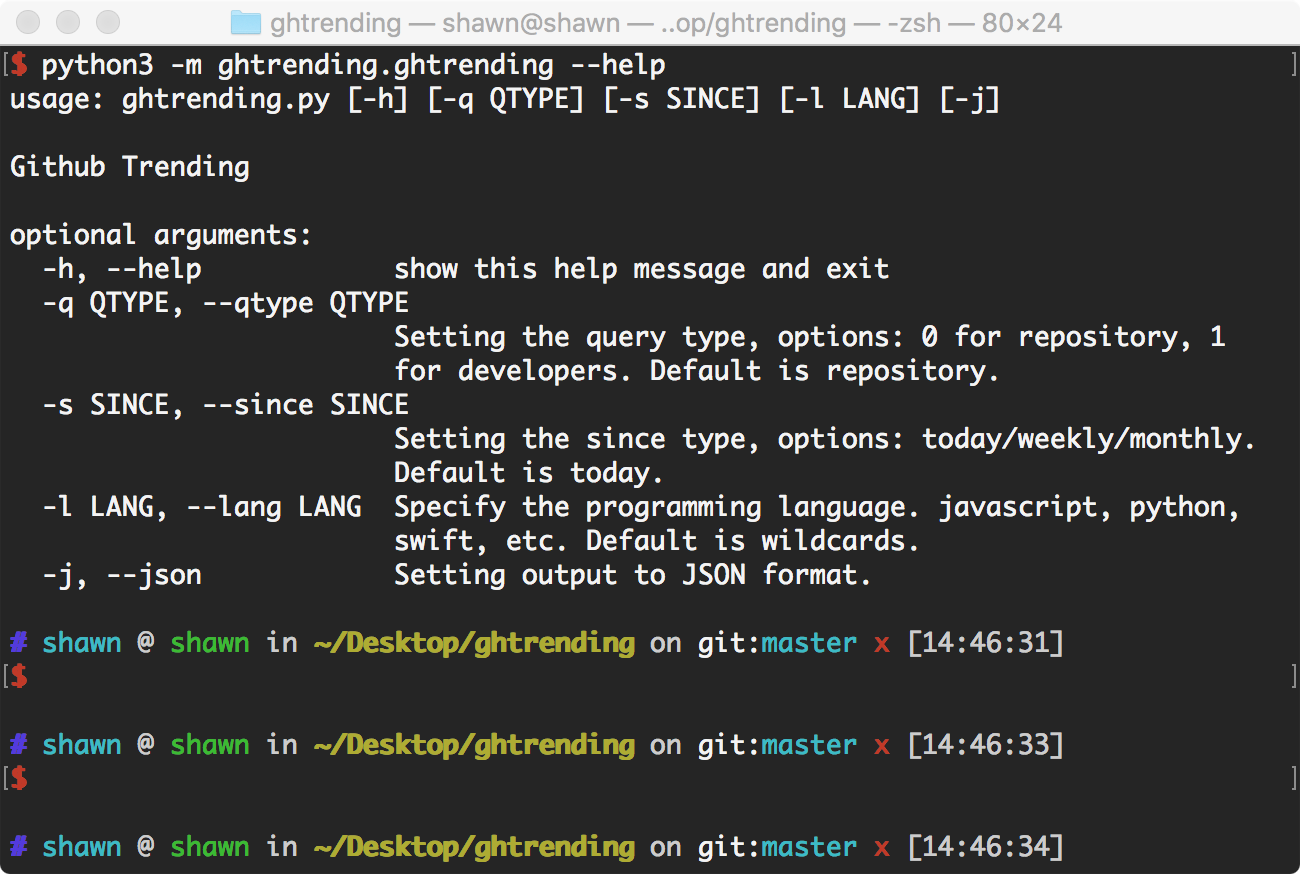 ghtrending — shawn@shawn — ..op/ghtrending — -zsh — 80×24
[$ python3 -m ghtrending.ghtrending --help ]
usage: ghtrending.py [-h] [-q QTYPE] [-s SINCE] [-l LANG] [-j]
Github Trending
optional arguments:
-h, --help show this help message and exit
-q QTYPE, --qtype QTYPE
Setting the query type, options: 0 for repository, 1
for developers. Default is repository.
-s SINCE, --since SINCE
Setting the since type, options: today/weekly/monthly.
Default is today.
-l LANG, --lang LANG Specify the programming language. javascript, python,
swift, etc. Default is wildcards.
-j, --json Setting output to JSON format.
# shawn @ shawn in ~/Desktop/ghtrending on git:master x [14:46:31]
[$ ]
# shawn @ shawn in ~/Desktop/ghtrending on git:master x [14:46:33]
[$ ]
# shawn @ shawn in ~/Desktop/ghtrending on git:master x [14:46:34]